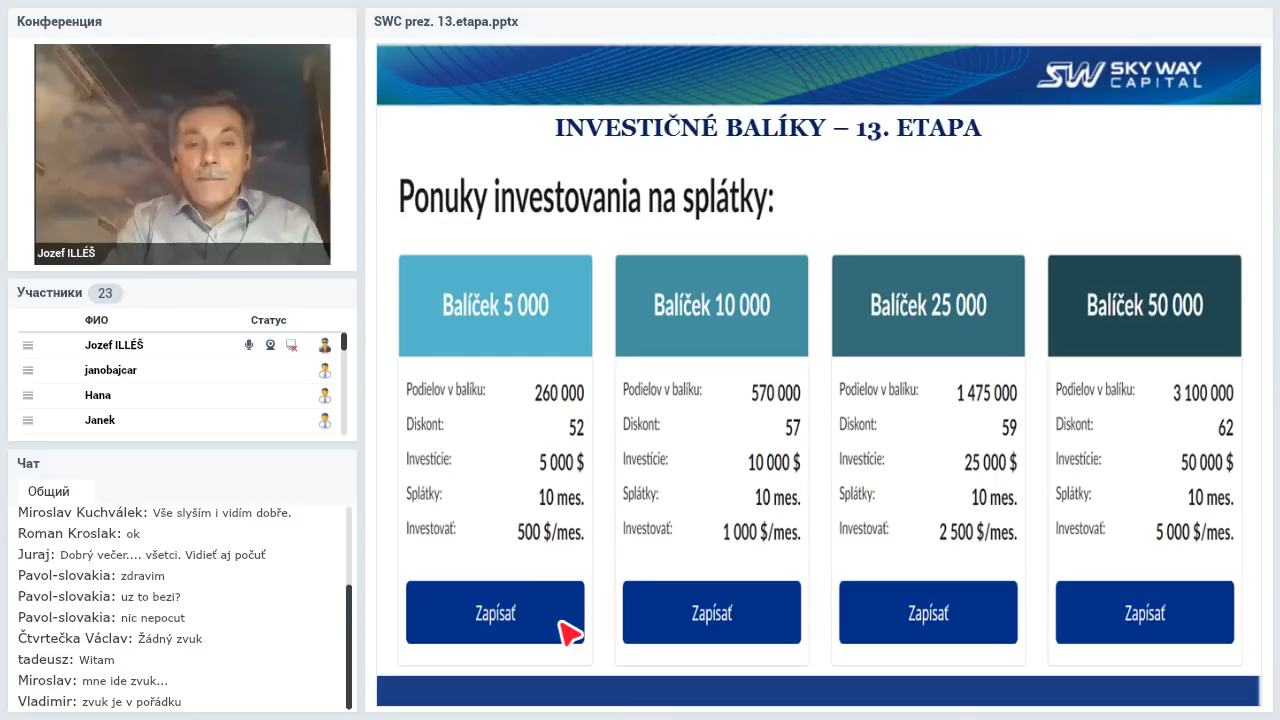 Конференция
Jozef ILLÉŠ
Участники 23
ФИО Статус
Jozef ILLÉŠ
janobajcar
Hana
Janek
Чат
Общий
Miroslav Kuchválek: Vše slyším i vidím dobře.
Roman Kroslak: ok
Juraj: Dobrý večer.... všetci. Vidieť aj počuť
Pavol-slovakia: zdravim
Pavol-slovakia: uz to bezi?
Pavol-slovakia: nic nepocut
Čtvrtečka Václav: Žádný zvuk
tadeusz: Witam
Miroslav: mne ide zvuk...
Vladimir: zvuk je v pořádku
SWC prez. 13.etapa.pptx
SW SKY WAY
CAPITAL
INVESTIČNÉ BALÍKY – 13. ETAPA
Ponuky investovania na splátky:
Balíček 5 000
Podielov v balíku: 260 000
Diskont: 52
Investície: 5 000 $
Splátky: 10 mes.
Investovať: 500 $/mes.
Zapísať
Balíček 10 000
Podielov v balíku: 570 000
Diskont: 57
Investície: 10 000 $
Splátky: 10 mes.
Investovať: 1 000 $/mes.
Zapísať
Balíček 25 000
Podielov v balíku: 1 475 000
Diskont: 59
Investície: 25 000 $
Splátky: 10 mes.
Investovať: 2 500 $/mes.
Zapísať
Balíček 50 000
Podielov v balíku: 3 100 000
Diskont: 62
Investície: 50 000 $
Splátky: 10 mes.
Investovať: 5 000 $/mes.
Zapísať